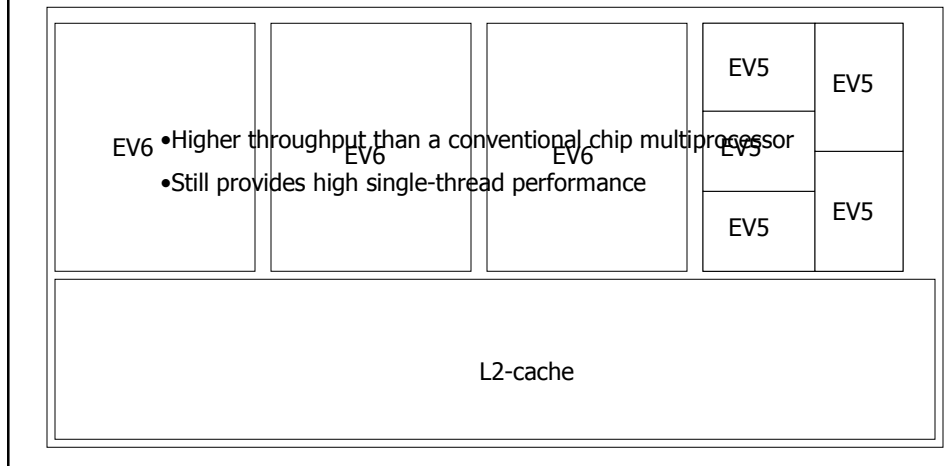 EV6
EV6
EV6
EV5
EV5
EV5
EV5
EV5
•Higher throughput than a conventional chip multiprocessor
•Still provides high single-thread performance
L2-cache